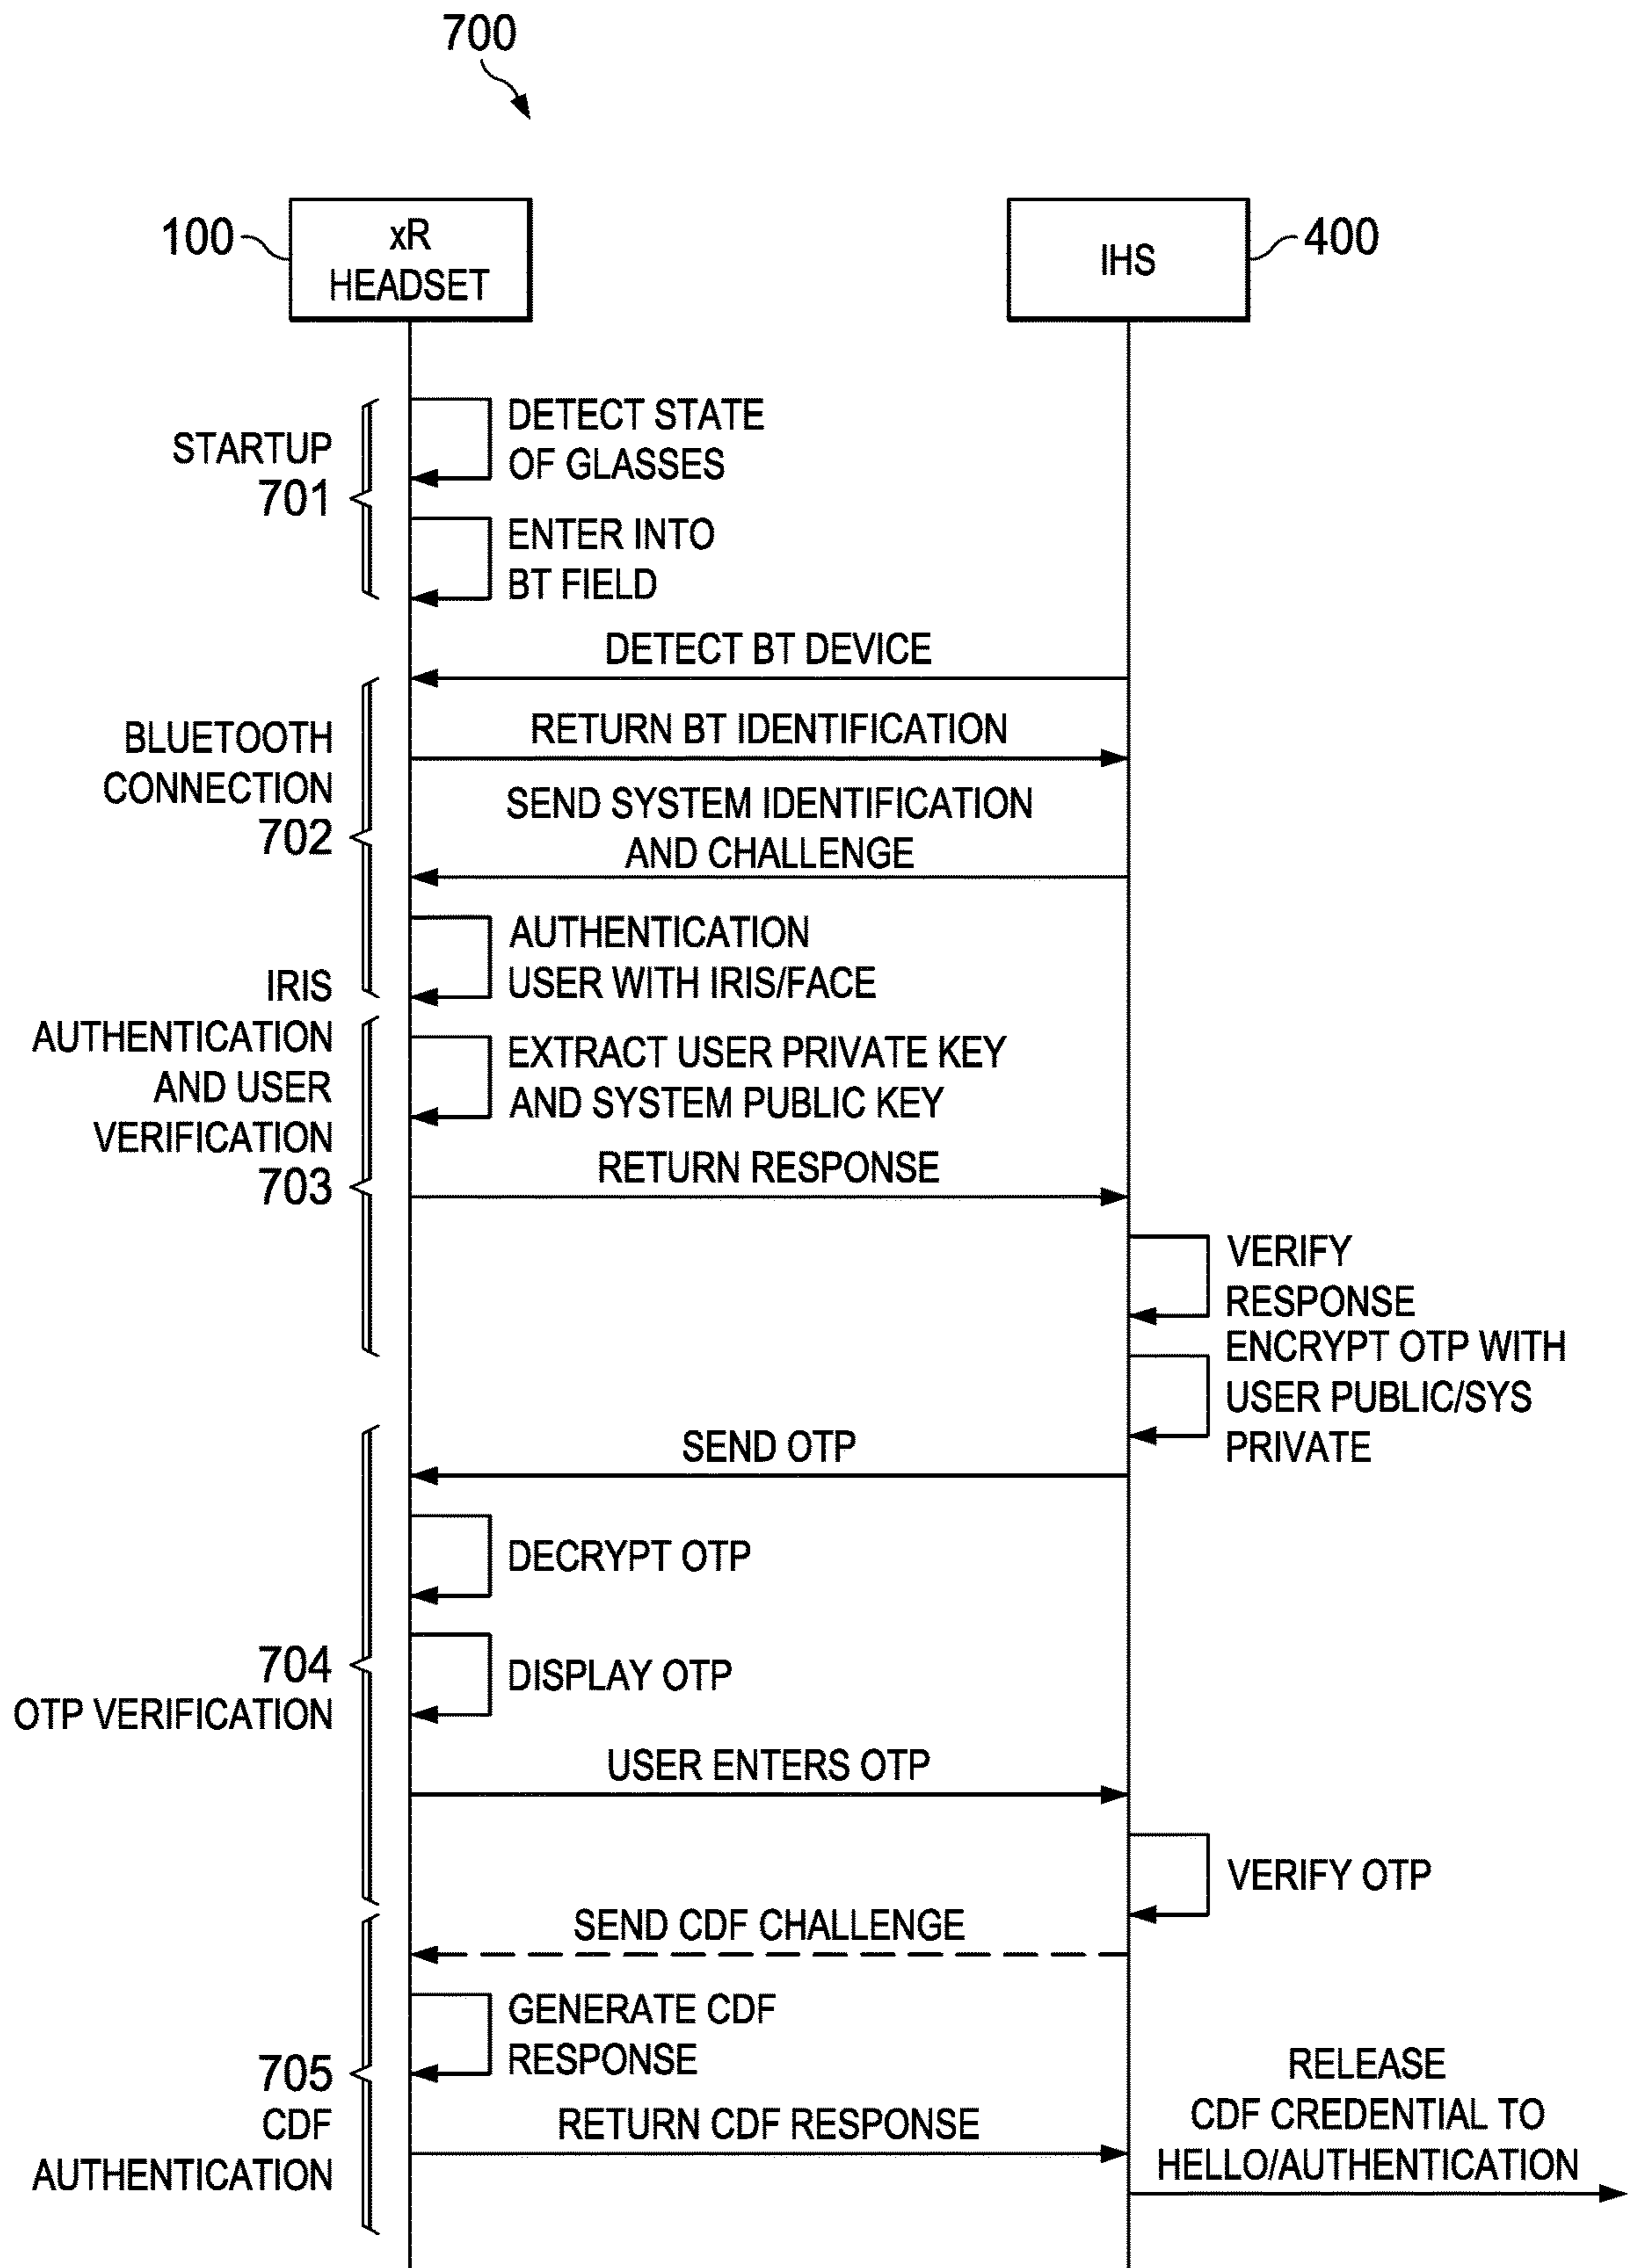 700
100
xR
HEADSET
IHS
400
STARTUP
701
DETECT STATE
OF GLASSES
ENTER INTO
BT FIELD
DETECT BT DEVICE
BLUETOOTH
CONNECTION
702
RETURN BT IDENTIFICATION
SEND SYSTEM IDENTIFICATION
AND CHALLENGE
AUTHENTICATION
USER WITH IRIS/FACE
IRIS
AUTHENTICATION
AND USER
VERIFICATION
703
EXTRACT USER PRIVATE KEY
AND SYSTEM PUBLIC KEY
RETURN RESPONSE
VERIFY
RESPONSE
ENCRYPT OTP WITH
USER PUBLIC/SYS
PRIVATE
SEND OTP
DECRYPT OTP
704
OTP VERIFICATION
DISPLAY OTP
USER ENTERS OTP
VERIFY OTP
SEND CDF CHALLENGE
GENERATE CDF
RESPONSE
705
CDF
AUTHENTICATION
RETURN CDF RESPONSE
RELEASE
CDF CREDENTIAL TO
HELLO/AUTHENTICATION